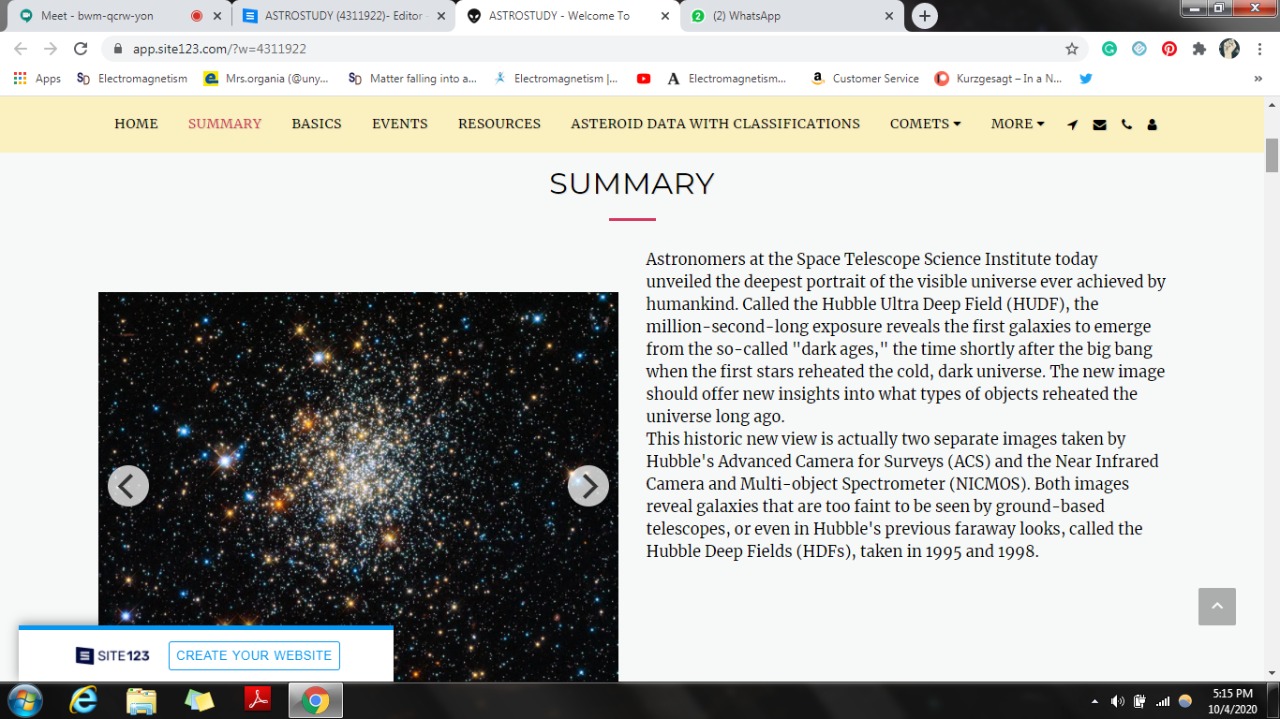 Meet - bwm-qcrw-yon
ASTROSTUDY (4311922)- Editor -
ASTROSTUDY - Welcome To
2 (2) WhatsApp
app.site123.com/?w=4311922
Apps SD Electromagnetism Mrs.organia (@uny... SD Matter falling into a... Electromagnetism |... A Electromagnetism... a Customer Service Kurzgesagt – In a N... »
HOME SUMMARY BASICS EVENTS RESOURCES ASTEROID DATA WITH CLASSIFICATIONS COMETS MORE
SUMMARY
Astronomers at the Space Telescope Science Institute today
unveiled the deepest portrait of the visible universe ever achieved by
humankind. Called the Hubble Ultra Deep Field (HUDF), the
million-second-long exposure reveals the first galaxies to emerge
from the so-called "dark ages," the time shortly after the big bang
when the first stars reheated the cold, dark universe. The new image
should offer new insights into what types of objects reheated the
universe long ago.
This historic new view is actually two separate images taken by
Hubble's Advanced Camera for Surveys (ACS) and the Near Infrared
Camera and Multi-object Spectrometer (NICMOS). Both images
reveal galaxies that are too faint to be seen by ground-based
telescopes, or even in Hubble's previous faraway looks, called the
Hubble Deep Fields (HDFs), taken in 1995 and 1998.
SITE123 CREATE YOUR WEBSITE
5:15 PM
10/4/2020